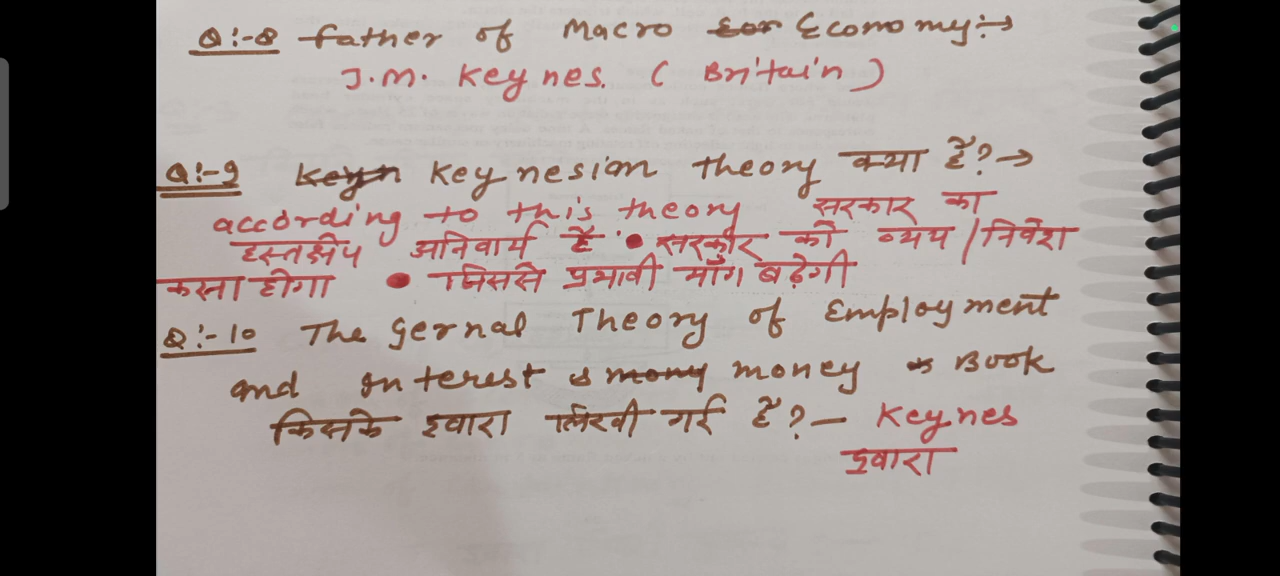 Q:-8 Father of Macro Economy:→
J.M. Keynes. ( Britain )
Q:-9 Keynesian theory क्या है?→
according to this theory सरकार का
हस्तक्षेप अनिवार्य है • सरकार को व्यय/निवेश
करना होगा • जिससे प्रभावी माँग बढ़ेगी
Q:-10 The Gernal Theory of Employment
and Interest & money Book
किसके द्वारा लिखी गई है?— Keynes
द्वारा